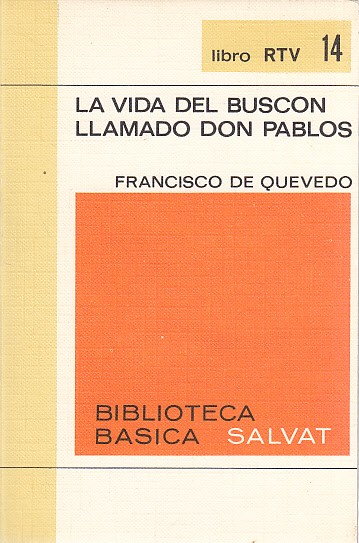 libro RTV 14
LA VIDA DEL BUSCON
LLAMADO DON PABLOS
FRANCISCO DE QUEVEDO
BIBLIOTECA
BASICA SALVAT